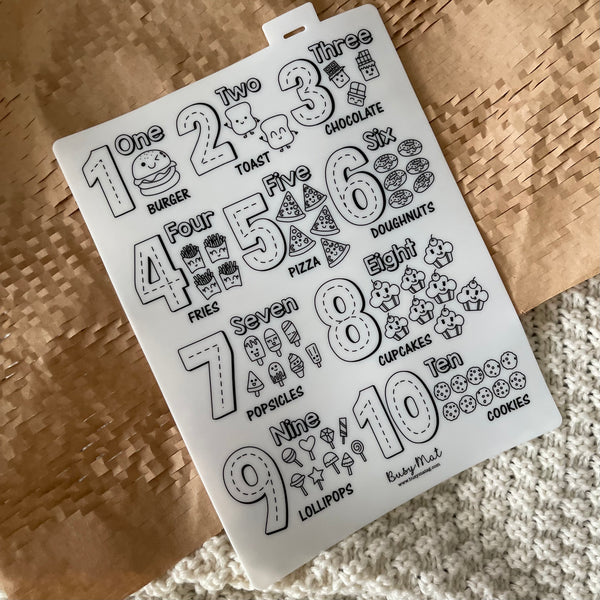 1 One
BURGER
2 Two
TOAST
3 Three
CHOCOLATE
4 Four
FRIES
5 Five
PIZZA
6 Six
DOUGHNUTS
7 Seven
POPSICLES
8 Eight
CUPCAKES
9 Nine
LOLLIPOPS
10 Ten
COOKIES
Busy Mat